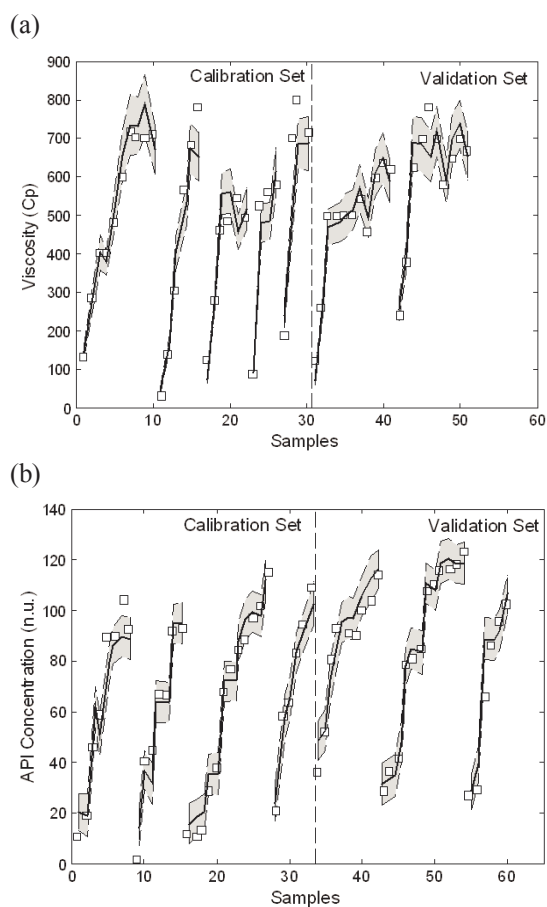 (a)
900
800
700
600
500
400
300
200
100
0
Viscosity (Cp)
Calibration Set
Validation Set
0 10 20 30 40 50 60
Samples
(b)
140
120
100
80
60
40
20
0
API Concentration (n.u.)
Calibration Set
Validation Set
0 10 20 30 40 50 60
Samples